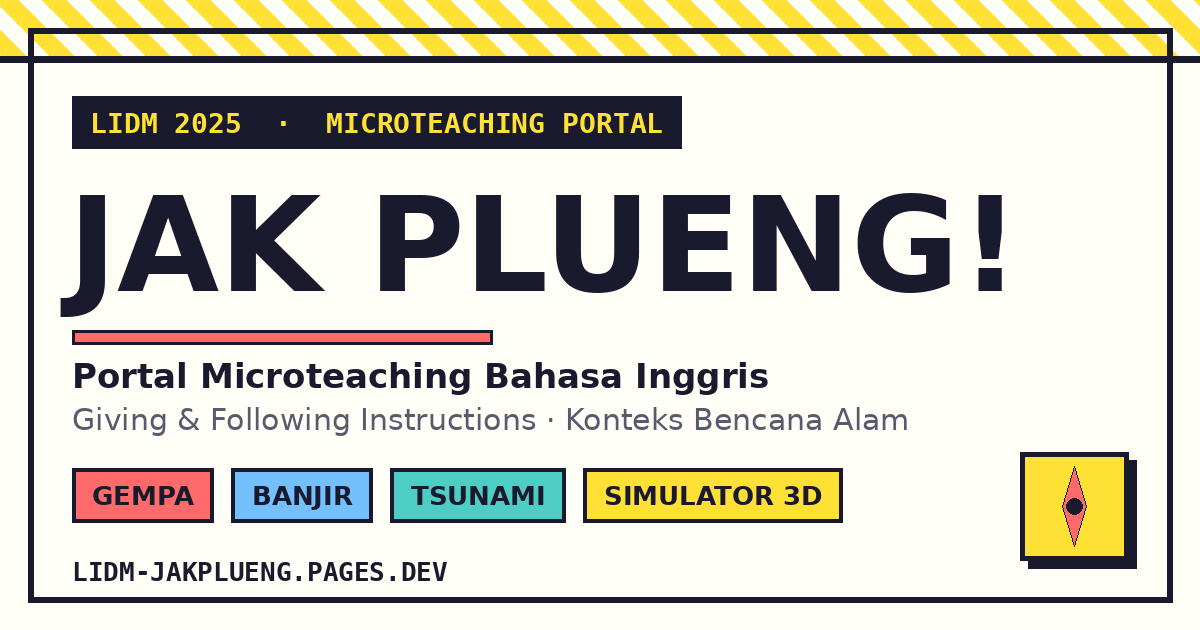 LIDM 2025 · MICROTEACHING PORTAL
JAK PLUENG!
Portal Microteaching Bahasa Inggris
Giving & Following Instructions · Konteks Bencana Alam
GEMPA BANJIR TSUNAMI SIMULATOR 3D
LIDM-JAKPLUENG.PAGES.DEV